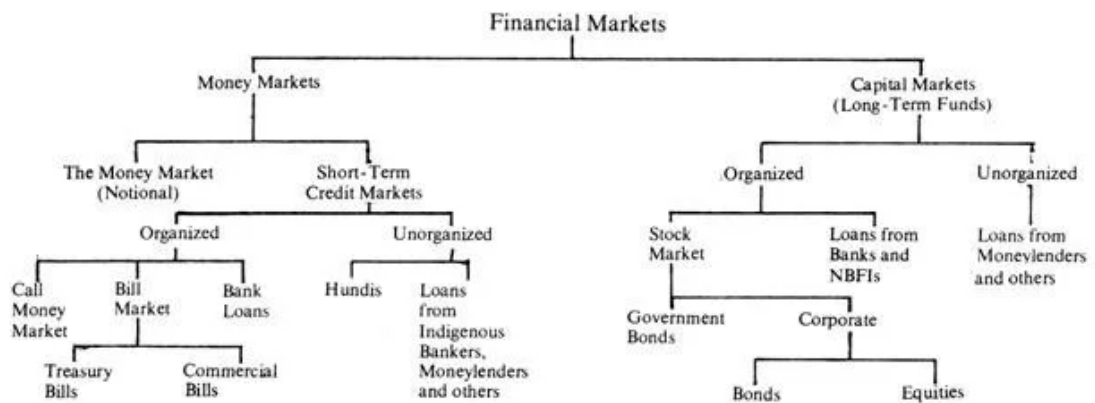 Financial Markets
Money Markets
Capital Markets
(Long-Term Funds)
The Money Market
(Notional)
Short-Term
Credit Markets
Organized
Unorganized
Organized
Unorganized
Call
Money
Market
Bill
Market
Bank
Loans
Hundis
Loans
from
Indigenous
Bankers,
Moneylenders
and others
Stock
Market
Loans from
Banks and
NBFIs
Loans from
Moneylenders
and others
Treasury
Bills
Commercial
Bills
Government
Bonds
Corporate
Bonds
Equities